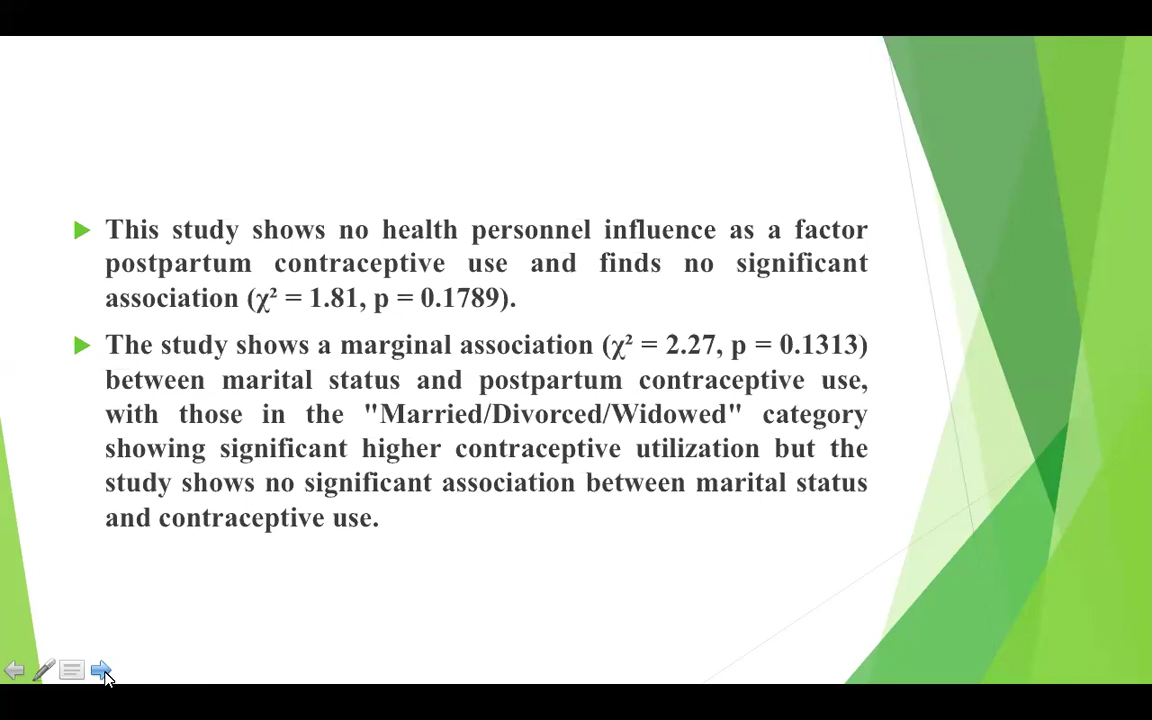 This study shows no health personnel influence as a factor
postpartum contraceptive use and finds no significant
association (χ² = 1.81, p = 0.1789).
The study shows a marginal association (χ² = 2.27, p = 0.1313)
between marital status and postpartum contraceptive use,
with those in the "Married/Divorced/Widowed" category
showing significant higher contraceptive utilization but the
study shows no significant association between marital status
and contraceptive use.